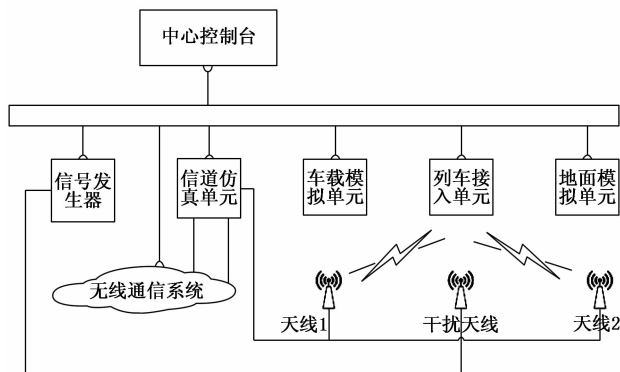 中心控制台
信号发
生器
信道仿
真单元
车载模
拟单元
列车接
入单元
地面模
拟单元
无线通信系统
天线1
干扰天线
天线2